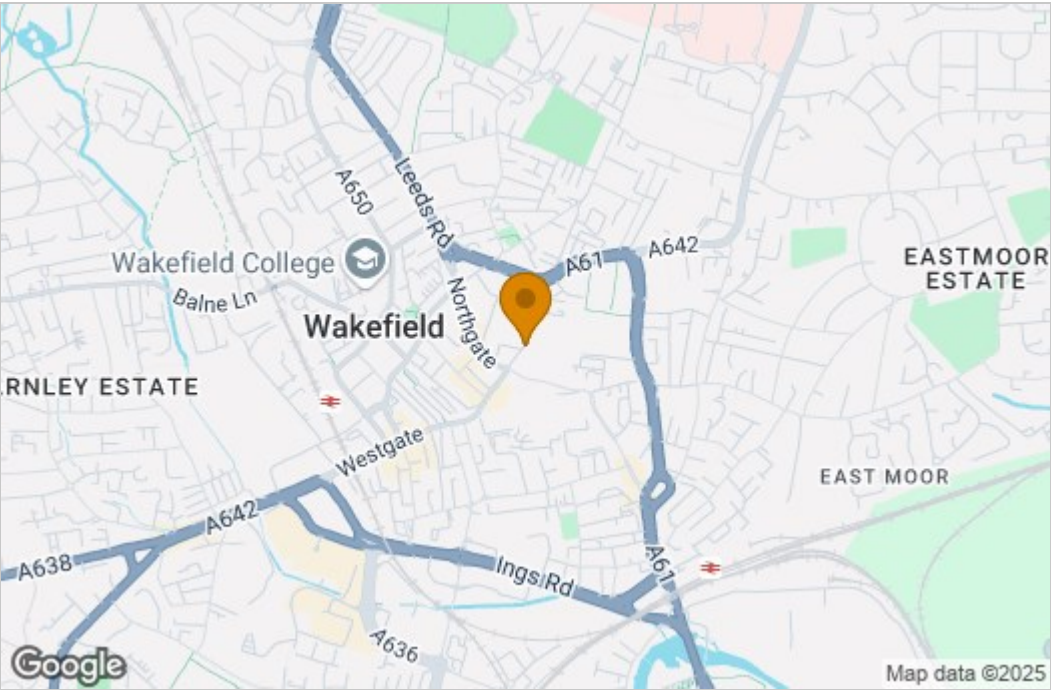 Leeds Rd
A650
Wakefield College
A61
A642
EASTMOOR
ESTATE
Balne Ln
Northgate
Wakefield
RNLEY ESTATE
Westgate
EAST MOOR
A642
A638
Ings Rd
A61
A636
Google
Map data ©2025